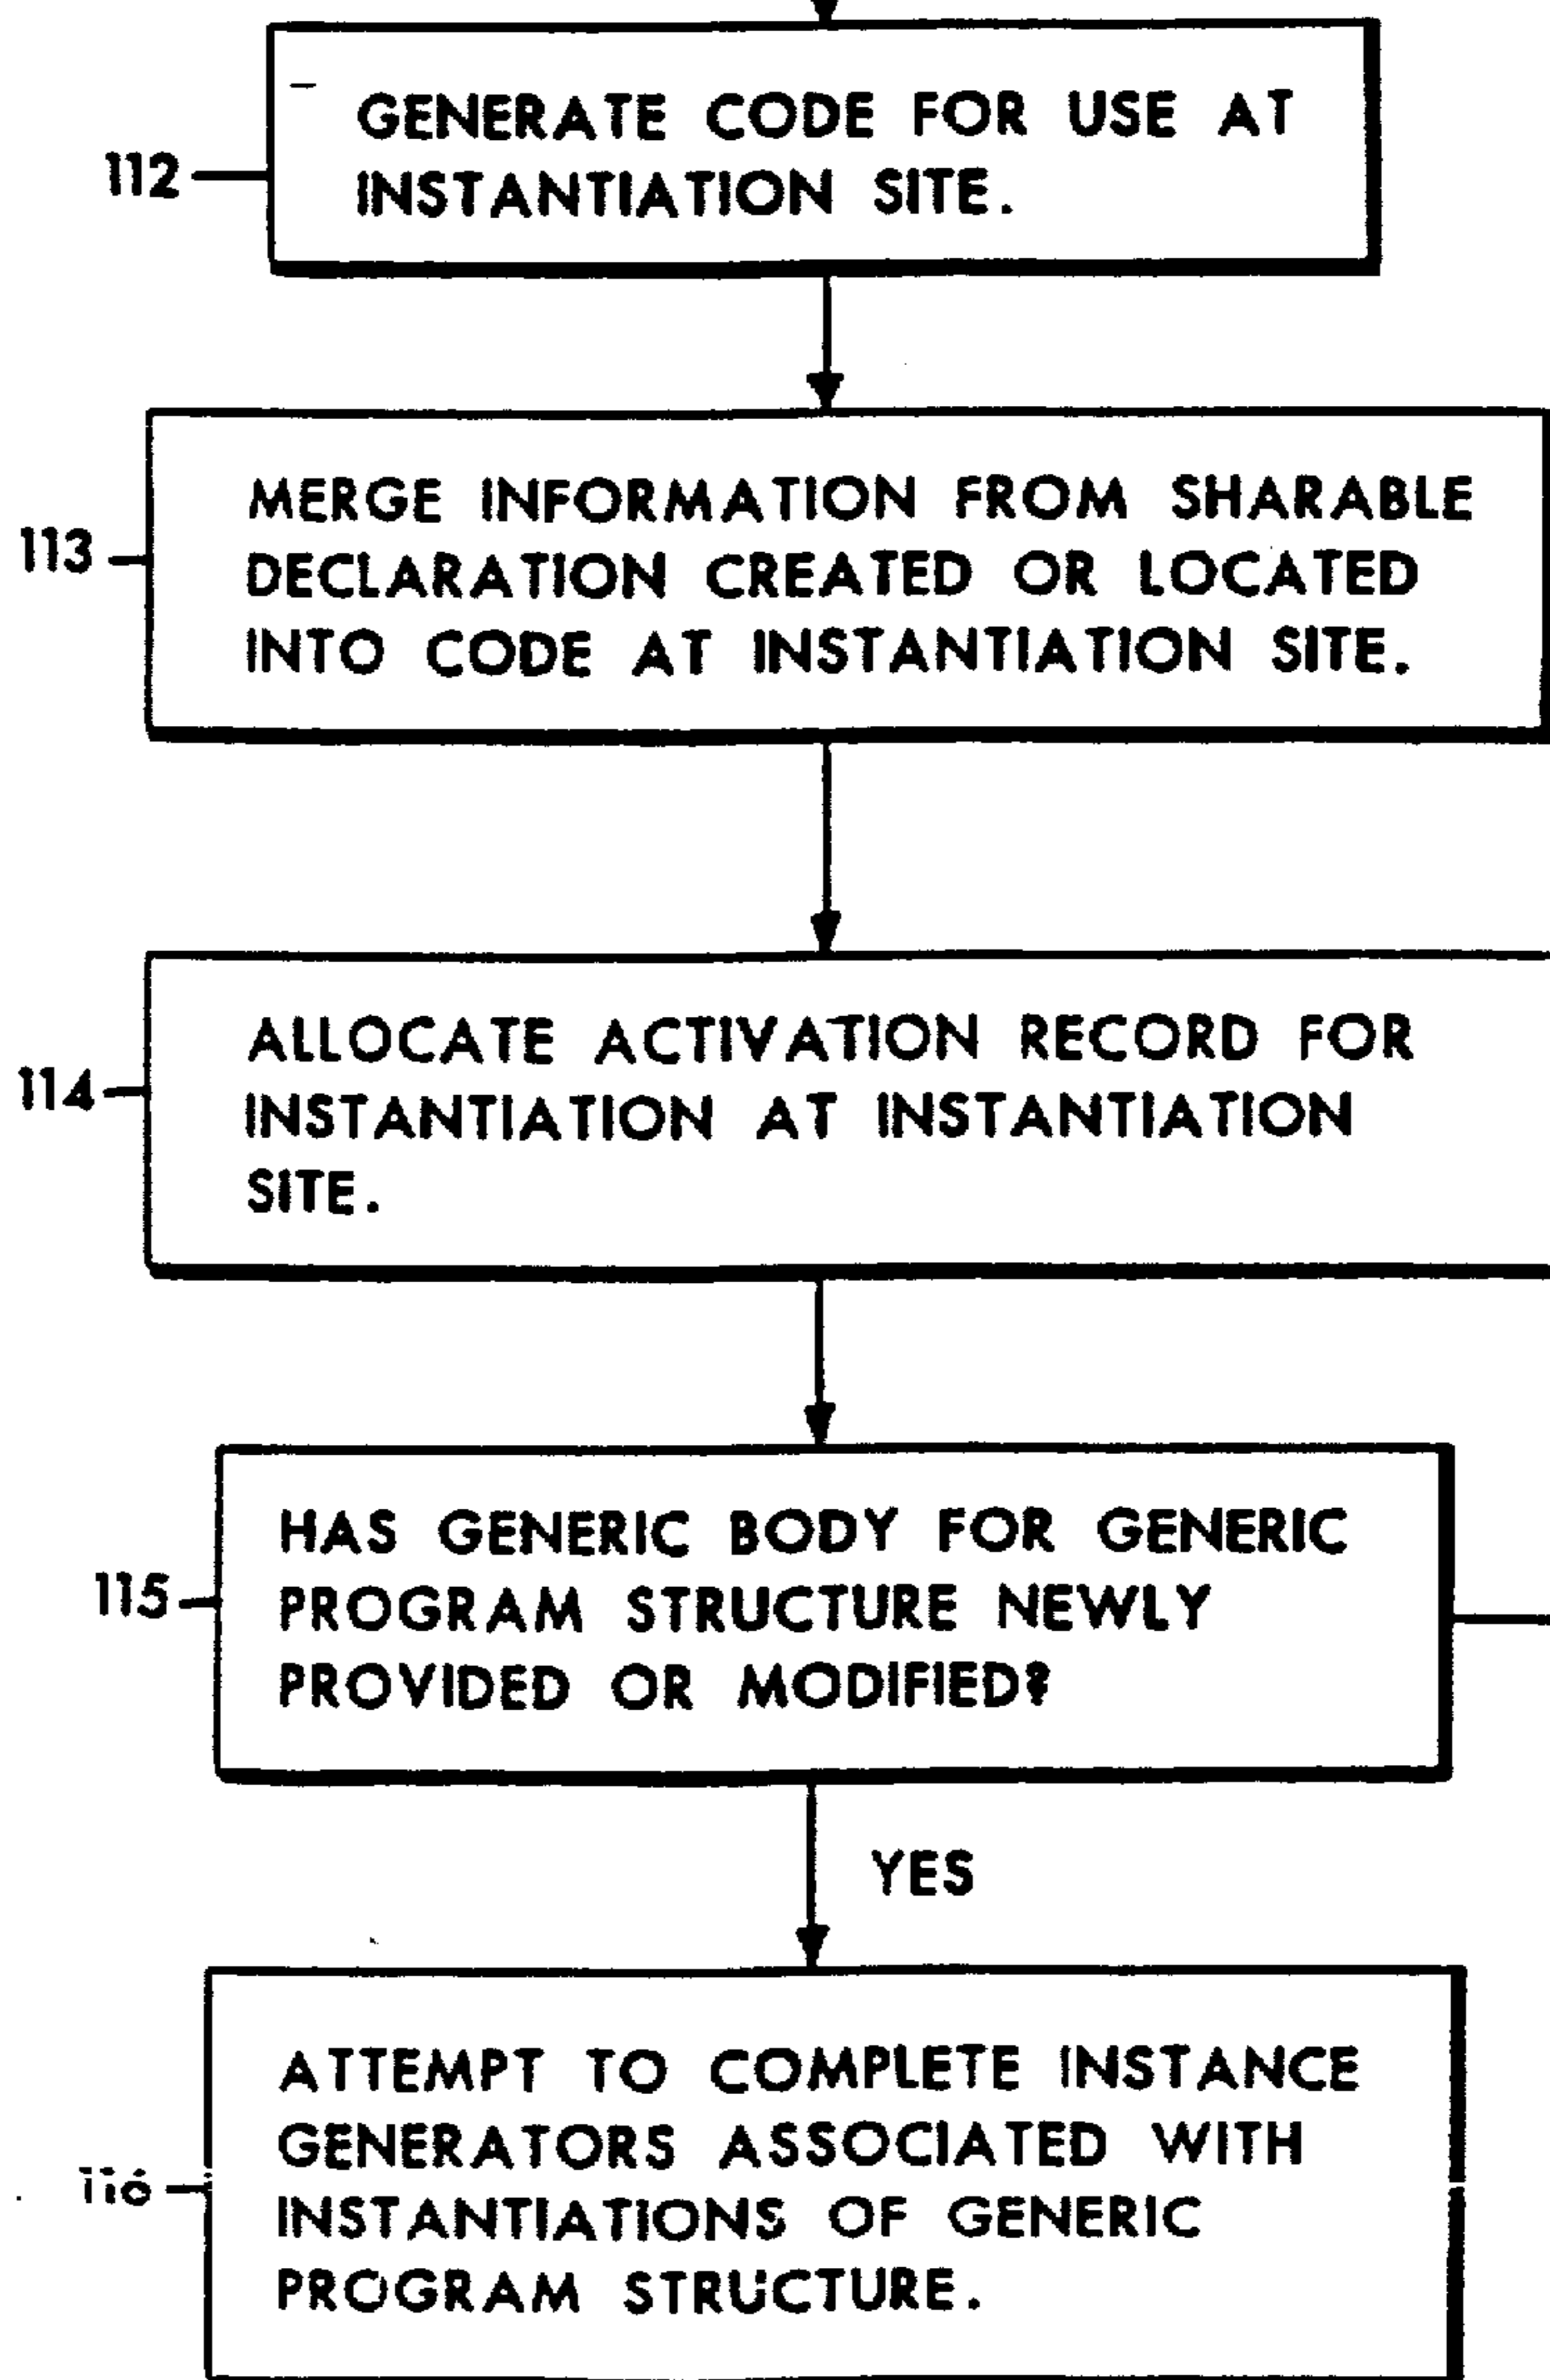 GENERATE CODE FOR USE AT
112
INSTANTIATION SITE.
MERGE INFORMATION FROM SHARABLE
113
DECLARATION CREATED OR LOCATED
INTO CODE AT INSTANTIATION SITE.
ALLOCATE ACTIVATION RECORD FOR
114
INSTANTIATION AT INSTANTIATION
SITE.
HAS GENERIC BODY FOR GENERIC
115
PROGRAM STRUCTURE NEWLY
PROVIDED OR MODIFIED?
YES
ATTEMPT TO COMPLETE INSTANCE
GENERATORS ASSOCIATED WITH
116
INSTANTIATIONS OF GENERIC
PROGRAM STRUCTURE.